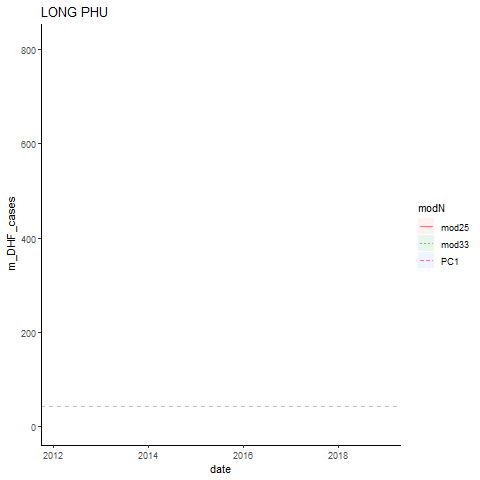 LONG PHU
800
600
400
200
0
m_DHF_cases
2012 2014 2016 2018
date
modN
mod25
mod33
PC1